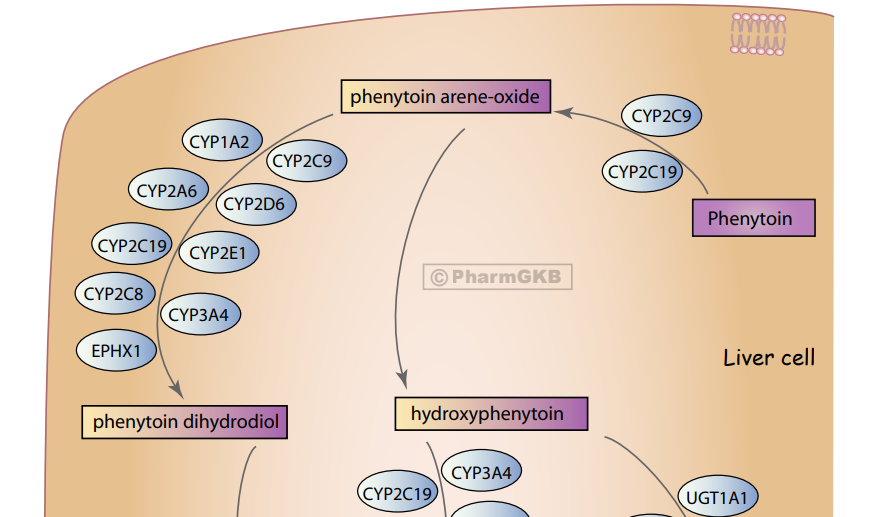 phenytoin arene-oxide
CYP2C9
CYP1A2
CYP2C9
CYP2C19
CYP2A6
CYP2D6
Phenytoin
CYP2C19
CYP2E1
© PharmGKB
CYP2C8
CYP3A4
EPHX1
Liver cell
phenytoin dihydrodiol
hydroxyphenytoin
CYP3A4
CYP2C19
UGT1A1